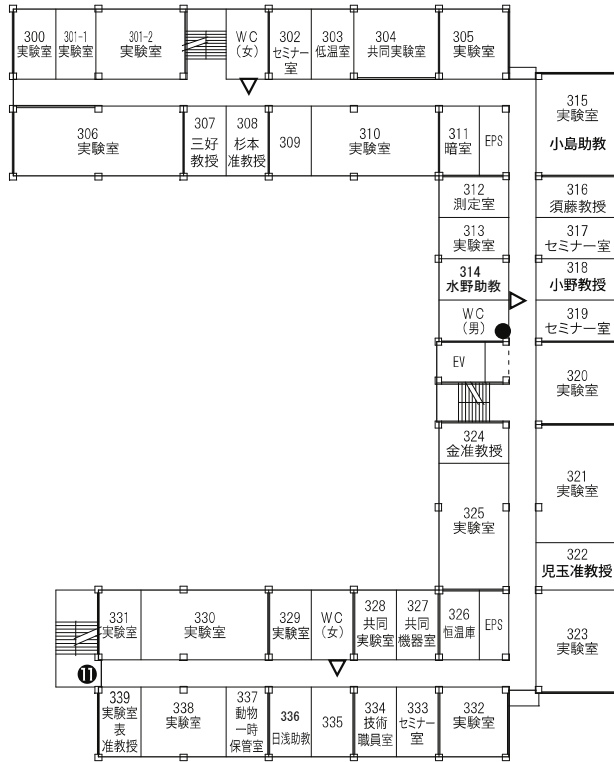 300
実験室
301-1
実験室
301-2
実験室
WC
(女)
302
セミナー
室
303
低温室
304
共同実験室
305
実験室
306
実験室
307
三好
教授
308
杉本
准教授
309
310
実験室
311
暗室
EPS
312
測定室
313
実験室
314
水野助教
WC
(男)
EV
315
実験室
小島助教
316
須藤教授
317
セミナー室
318
小野教授
319
セミナー室
320
実験室
321
実験室
322
児玉准教授
323
実験室
324
金准教授
325
実験室
331
実験室
330
実験室
329
実験室
WC
(女)
328
共同
実験室
327
共同
機器室
326
恒温庫
EPS
11
339
実験室
表
准教授
338
実験室
337
動物
一時
保管室
336
日浅助教
335
334
技術
職員室
333
セミナー
室
332
実験室